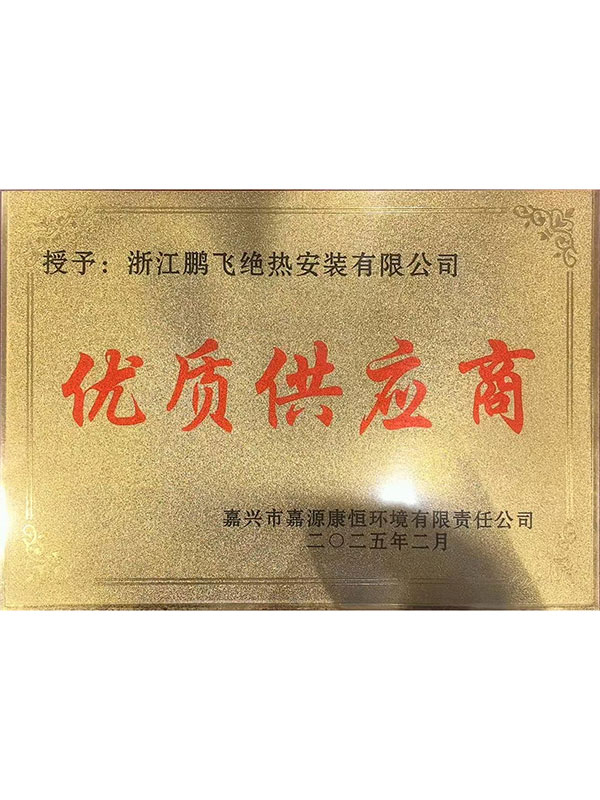 授予：浙江鹏飞绝热安装有限公司
优质供应商
嘉兴市嘉源康恒环境有限责任公司
二〇二五年二月